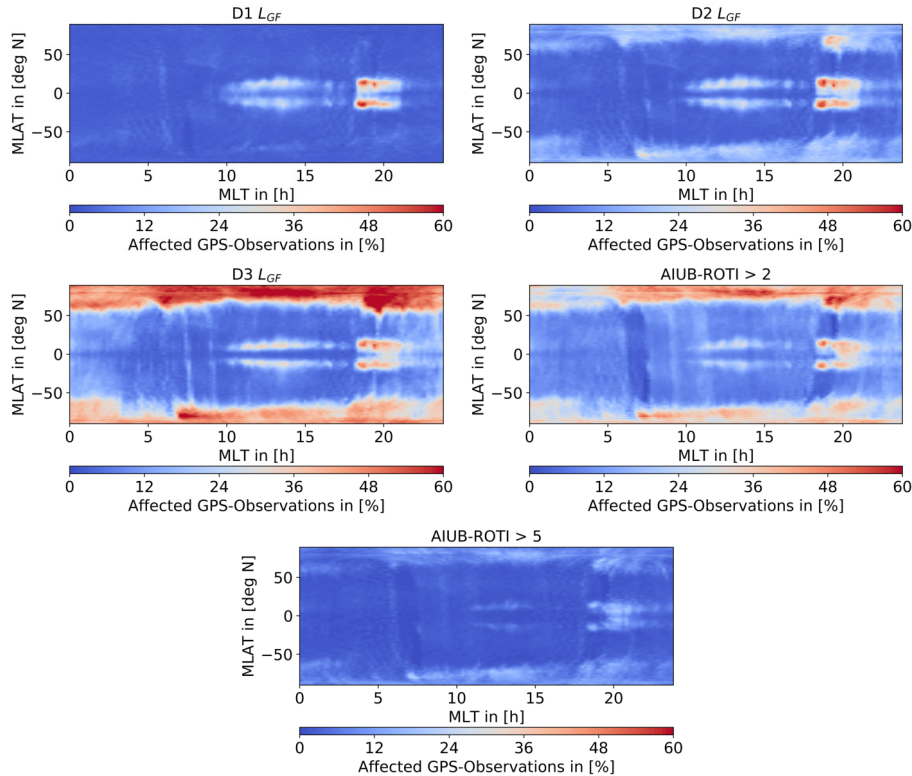 D1 L_GF
MLAT in [deg N]
50
0
−50
0 5 10 15 20
MLT in [h]
0 12 24 36 48 60
Affected GPS-Observations in [%]
D2 L_GF
MLAT in [deg N]
50
0
−50
0 5 10 15 20
MLT in [h]
0 12 24 36 48 60
Affected GPS-Observations in [%]
D3 L_GF
MLAT in [deg N]
50
0
−50
0 5 10 15 20
MLT in [h]
0 12 24 36 48 60
Affected GPS-Observations in [%]
AIUB-ROTI > 2
MLAT in [deg N]
50
0
−50
0 5 10 15 20
MLT in [h]
0 12 24 36 48 60
Affected GPS-Observations in [%]
AIUB-ROTI > 5
MLAT in [deg N]
50
0
−50
0 5 10 15 20
MLT in [h]
0 12 24 36 48 60
Affected GPS-Observations in [%]